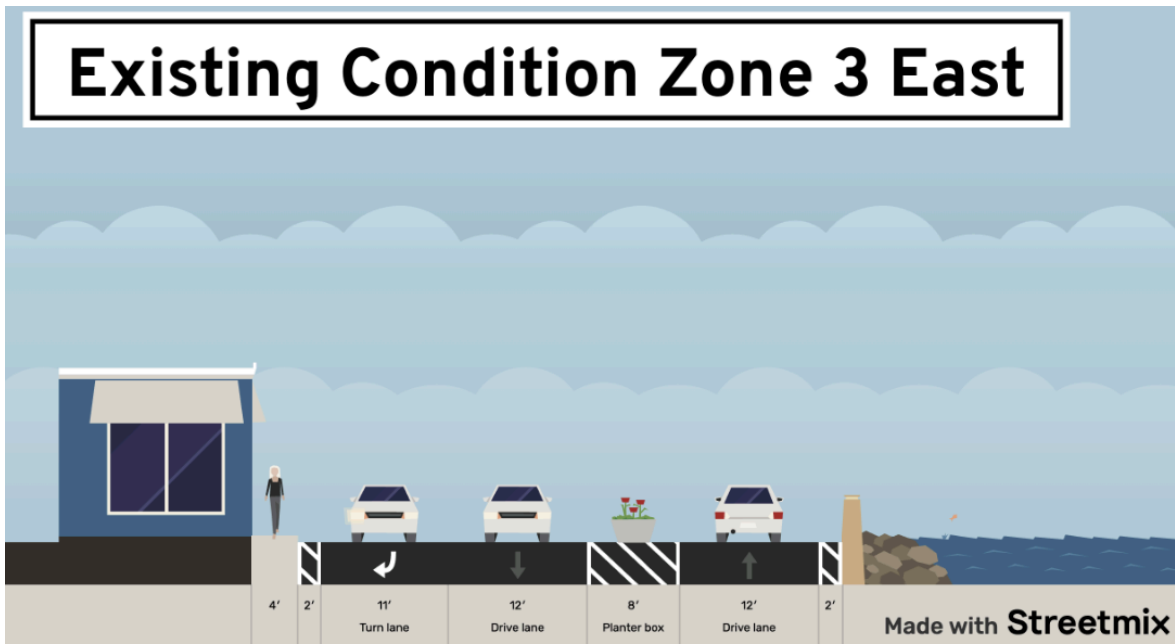 Existing Condition Zone 3 East
4' 2' 11' 12' 8' 12' 2'
Turn lane Drive lane Planter box Drive lane
Made with Streetmix